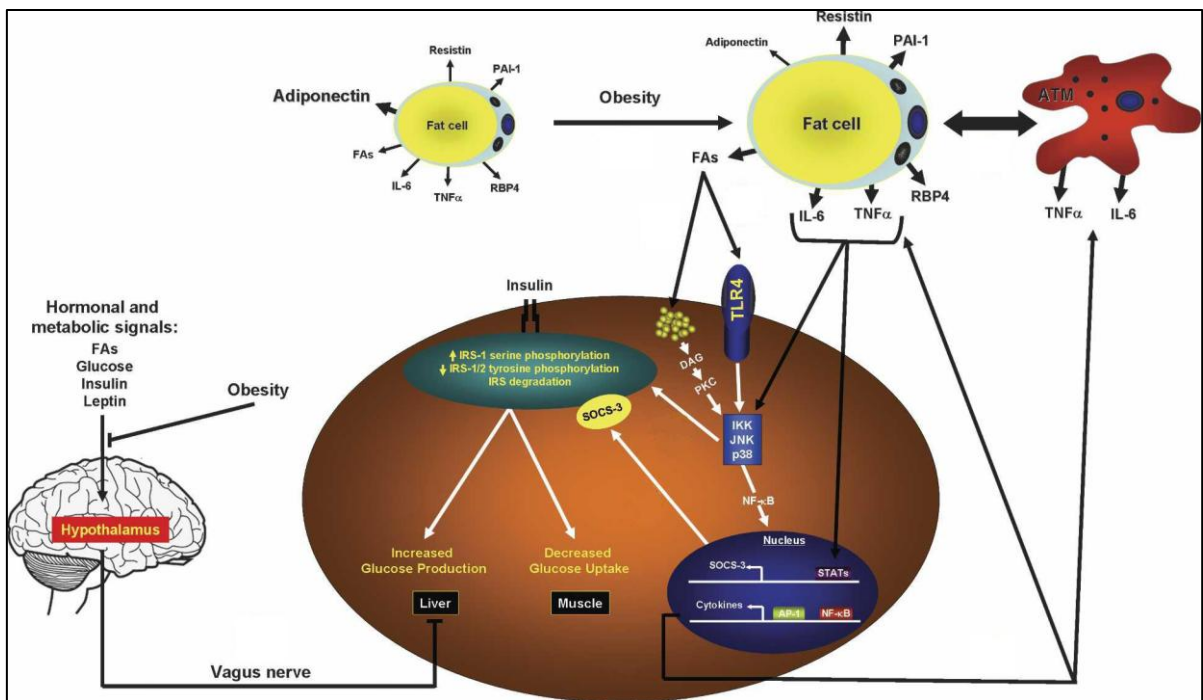 Resistin
PAI-1
Adiponectin
Fat cell
FAs
IL-6
TNFα
RBP4
Obesity
Resistin
Adiponectin
PAI-1
Fat cell
FAs
IL-6
TNFα
RBP4
ATM
TNFα
IL-6
Hormonal and
metabolic signals:
FAs
Glucose
Insulin
Leptin
Obesity
Hypothalamus
Vagus nerve
Insulin
IRS-1 serine phosphorylation
IRS-1/2 tyrosine phosphorylation
IRS degradation
SOCS-3
TLR4
DAG
PKC
IKK
JNK
p38
NF-κB
Nucleus
SOCS-3
STATs
Cytokines
AP-1
NF-κB
Increased
Glucose Production
Liver
Decreased
Glucose Uptake
Muscle